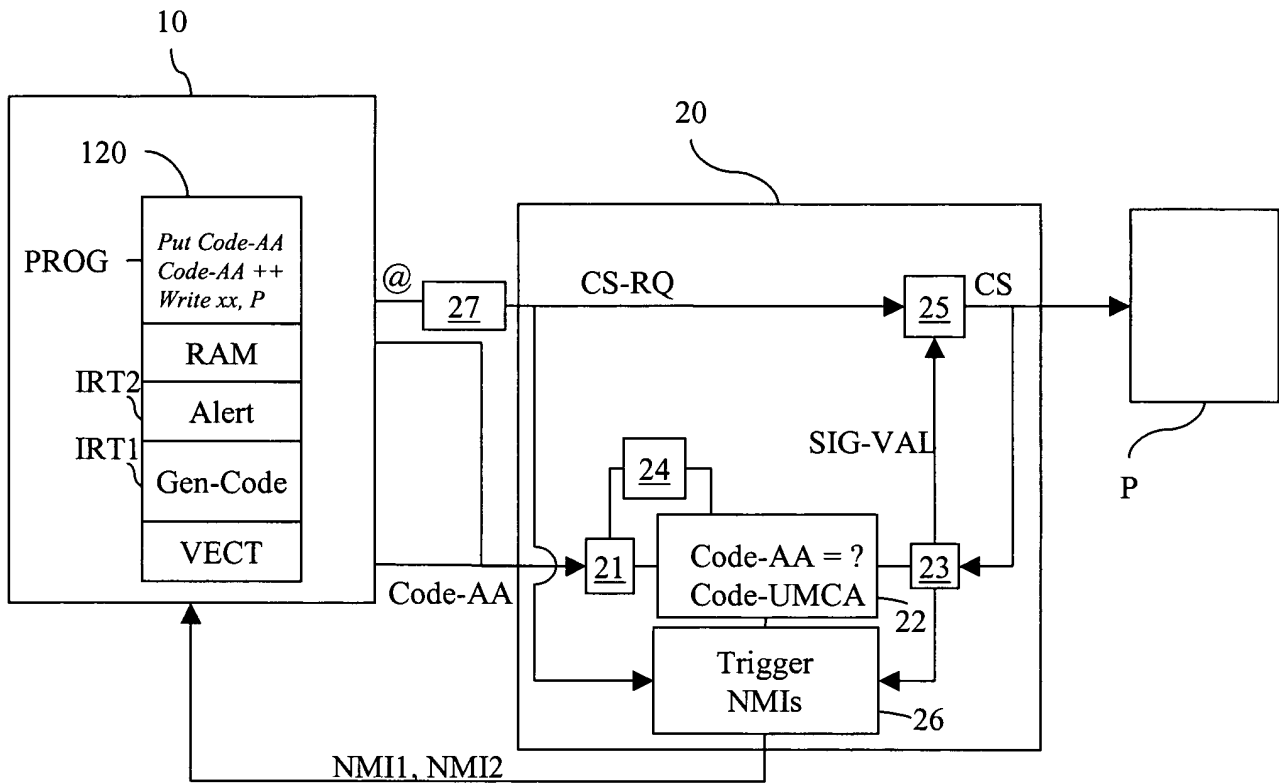 10
20
120
Put Code-AA
Code-AA ++
Write xx, P
PROG
@
27
CS-RQ
25
CS
RAM
IRT2
Alert
IRT1
Gen-Code
VECT
SIG-VAL
P
24
21
Code-AA = ?
Code-UMCA
23
22
Code-AA
Trigger
NMIs
26
NMI1, NMI2